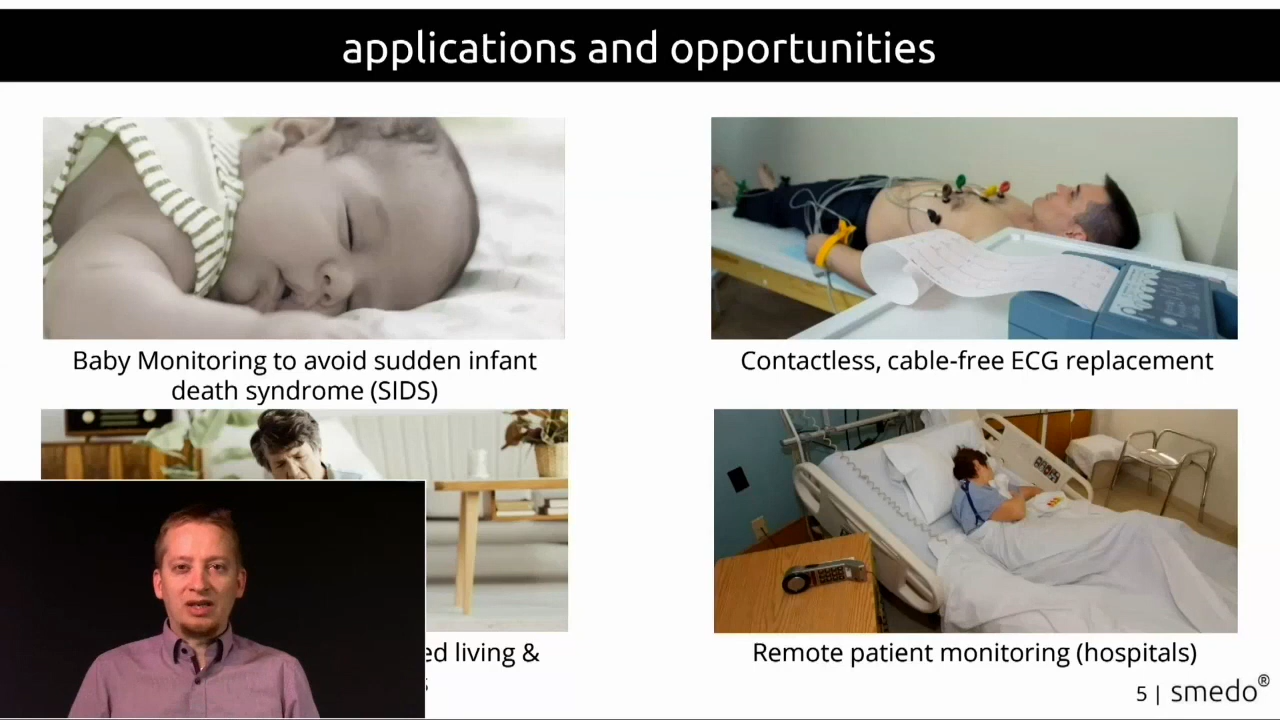 applications and opportunities
Baby Monitoring to avoid sudden infant
death syndrome (SIDS)
Contactless, cable-free ECG replacement
living &
Remote patient monitoring (hospitals)
5 | smedo®